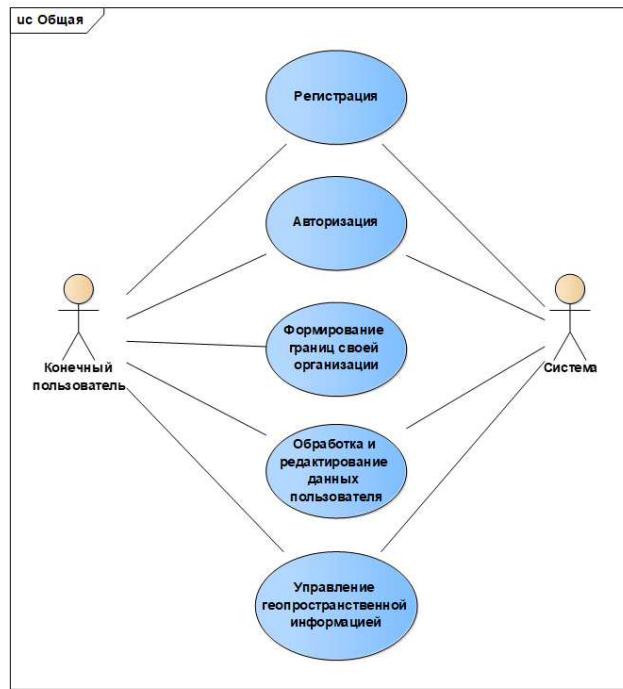 uc Общая
Регистрация
Авторизация
Формирование
границ своей
организации
Конечный
пользователь
Система
Обработка и
редактирование
данных
пользователя
Управление
геопространственной
информацией